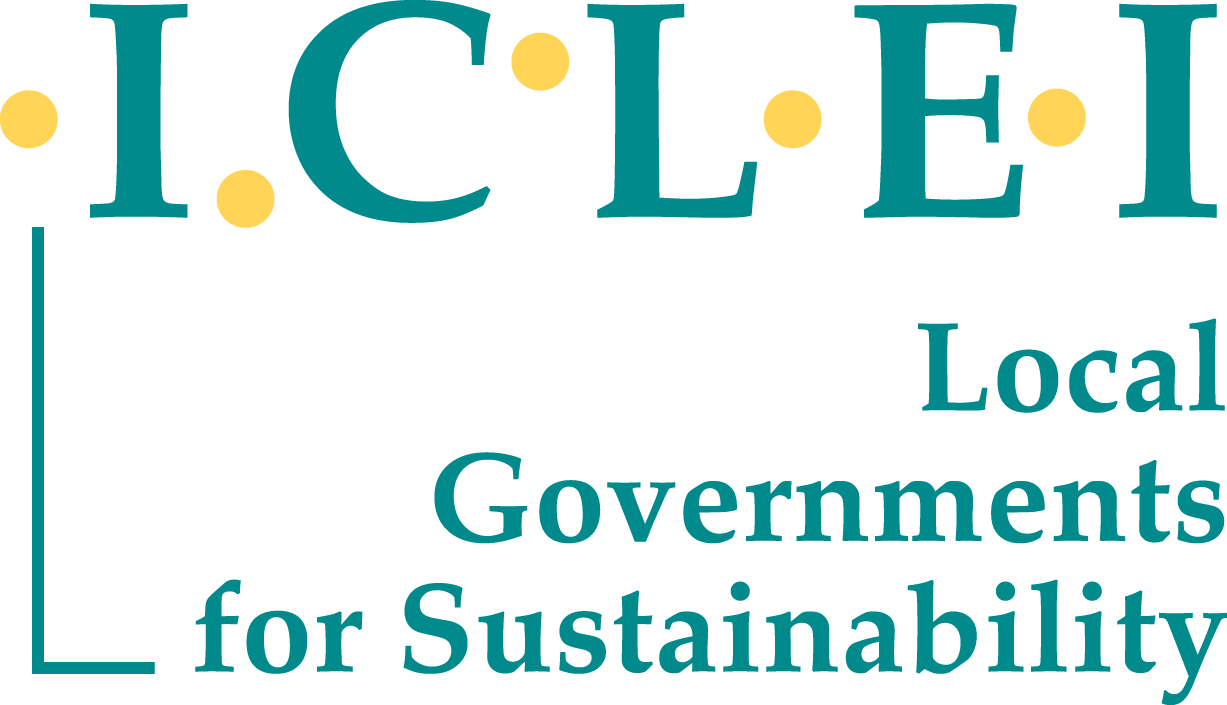 I.C.L.E.I
Local
Governments
for Sustainability